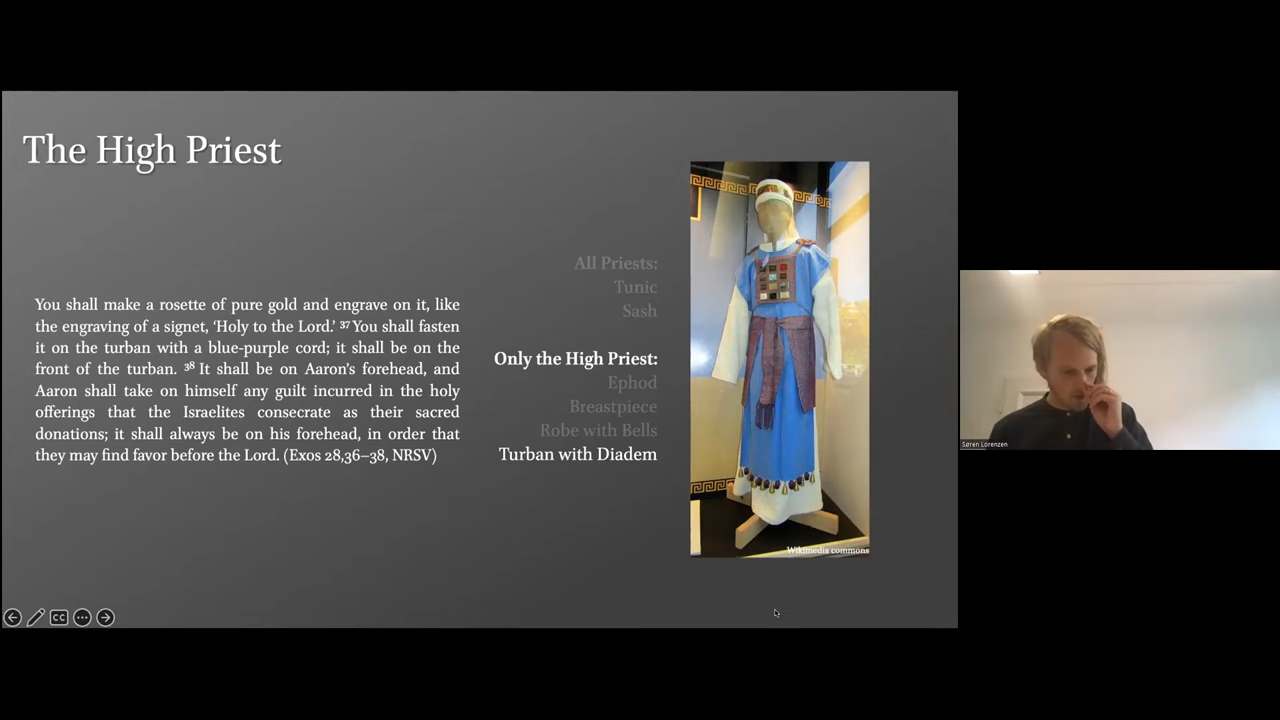 The High Priest
You shall make a rosette of pure gold and engrave on it, like
the engraving of a signet, ‘Holy to the Lord.’ ³⁷ You shall fasten
it on the turban with a blue-purple cord; it shall be on the
front of the turban. ³⁸ It shall be on Aaron’s forehead, and
Aaron shall take on himself any guilt incurred in the holy
offerings that the Israelites consecrate as their sacred
donations; it shall always be on his forehead, in order that
they may find favor before the Lord. (Exos 28,36–38, NRSV)
All Priests:
Tunic
Sash
Only the High Priest:
Ephod
Breastpiece
Robe with Bells
Turban with Diadem
Wikimedia commons
CC
Søren Lorenzen